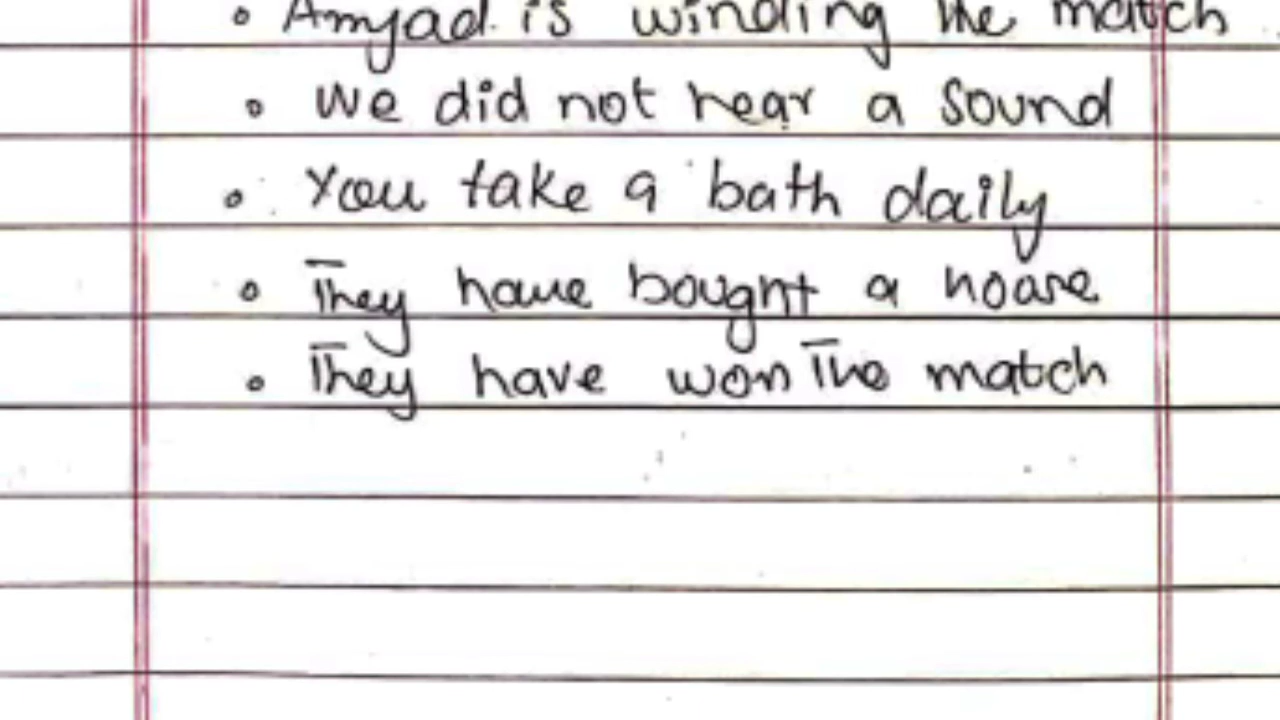 • Amjad is winding the match
• We did not hear a sound
• You take a bath daily
• They have bought a hoare
• They have won The match